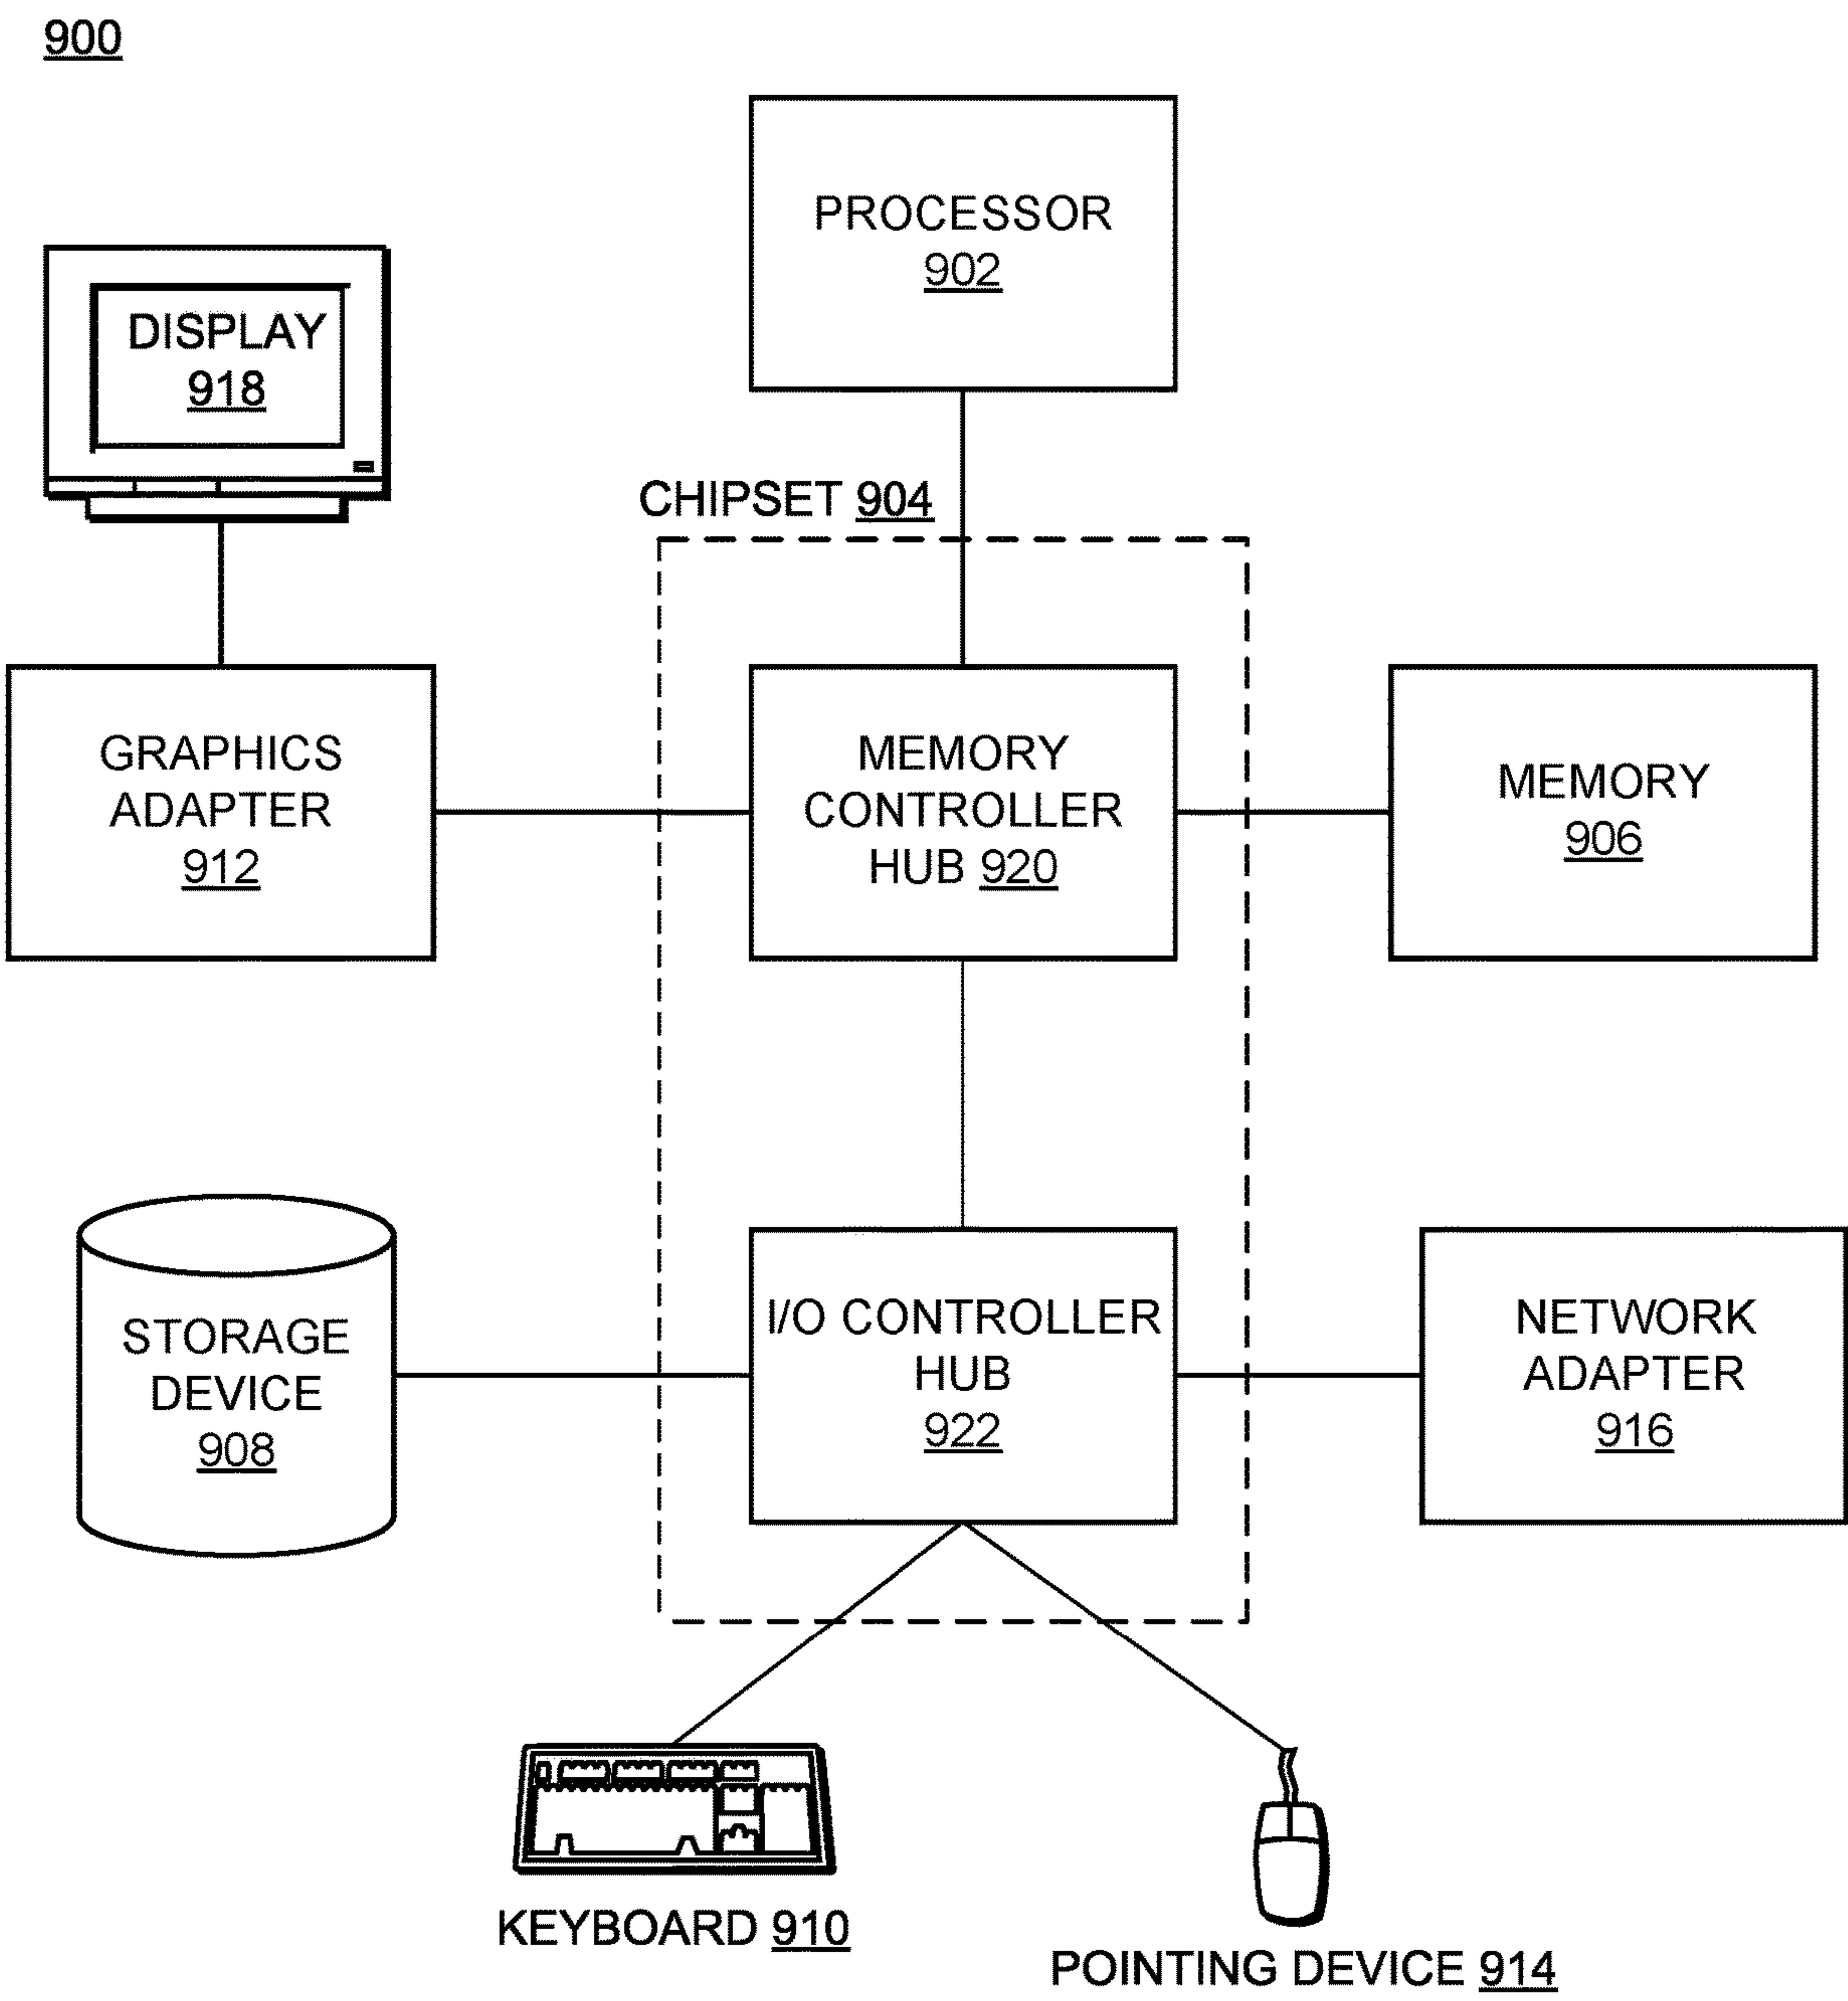 900
PROCESSOR
902
DISPLAY
918
CHIPSET 904
GRAPHICS
ADAPTER
912
MEMORY
CONTROLLER
HUB 920
MEMORY
906
STORAGE
DEVICE
908
I/O CONTROLLER
HUB
922
NETWORK
ADAPTER
916
KEYBOARD 910
POINTING DEVICE 914